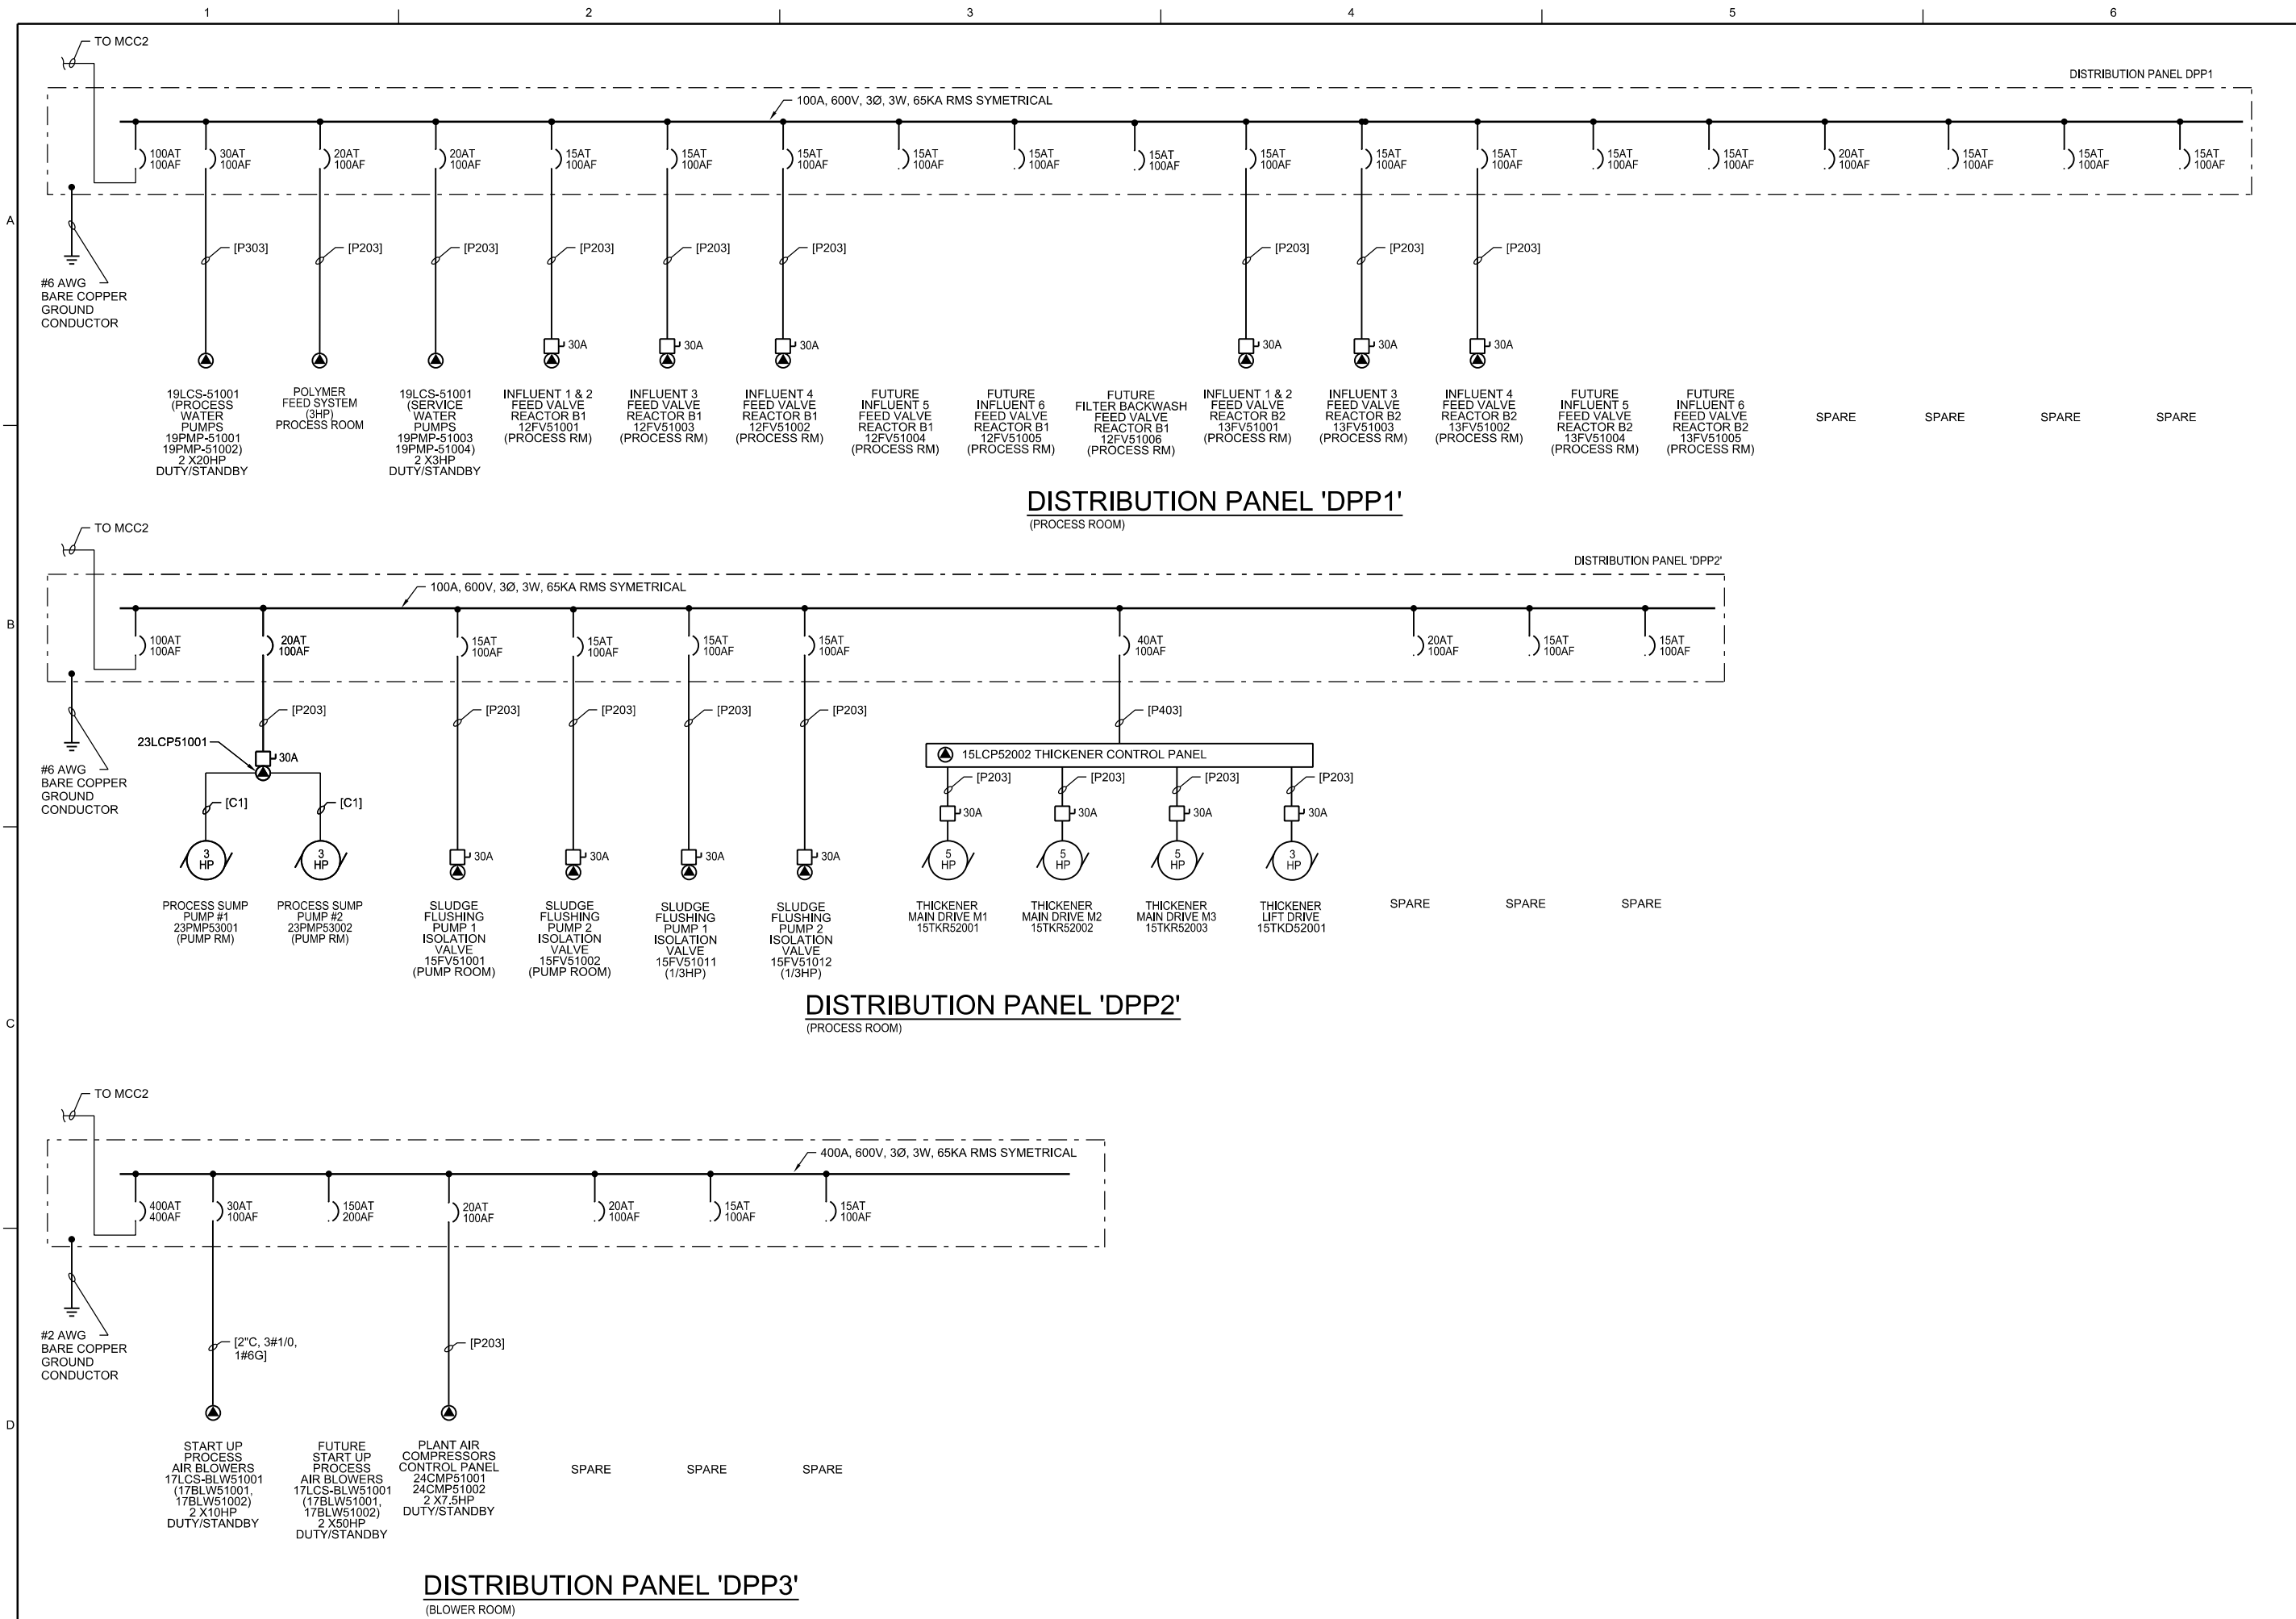 1
2
3
4
5
6
A
B
C
D
TO MCC2
DISTRIBUTION PANEL DPP1
100A, 600V, 3Ø, 3W, 65KA RMS SYMETRICAL
100AT
100AF
30AT
100AF
20AT
100AF
20AT
100AF
15AT
100AF
15AT
100AF
15AT
100AF
15AT
100AF
15AT
100AF
15AT
100AF
15AT
100AF
15AT
100AF
15AT
100AF
15AT
100AF
15AT
100AF
20AT
100AF
15AT
100AF
15AT
100AF
15AT
100AF
[P303]
[P203]
[P203]
[P203]
[P203]
[P203]
[P203]
[P203]
[P203]
#6 AWG
BARE COPPER
GROUND
CONDUCTOR
30A
30A
30A
30A
30A
30A
19LCS-51001
(PROCESS
WATER
PUMPS
19PMP-51001
19PMP-51002)
2 X20HP
DUTY/STANDBY
POLYMER
FEED SYSTEM
(3HP)
PROCESS ROOM
19LCS-51001
(SERVICE
WATER
PUMPS
19PMP-51003
19PMP-51004)
2 X3HP
DUTY/STANDBY
INFLUENT 1 & 2
FEED VALVE
REACTOR B1
12FV51001
(PROCESS RM)
INFLUENT 3
FEED VALVE
REACTOR B1
12FV51003
(PROCESS RM)
INFLUENT 4
FEED VALVE
REACTOR B1
12FV51002
(PROCESS RM)
FUTURE
INFLUENT 5
FEED VALVE
REACTOR B1
12FV51004
(PROCESS RM)
FUTURE
INFLUENT 6
FEED VALVE
REACTOR B1
12FV51005
(PROCESS RM)
FUTURE
FILTER BACKWASH
FEED VALVE
REACTOR B1
12FV51006
(PROCESS RM)
INFLUENT 1 & 2
FEED VALVE
REACTOR B2
13FV51001
(PROCESS RM)
INFLUENT 3
FEED VALVE
REACTOR B2
13FV51003
(PROCESS RM)
INFLUENT 4
FEED VALVE
REACTOR B2
13FV51002
(PROCESS RM)
FUTURE
INFLUENT 5
FEED VALVE
REACTOR B2
13FV51004
(PROCESS RM)
FUTURE
INFLUENT 6
FEED VALVE
REACTOR B2
13FV51005
(PROCESS RM)
SPARE
SPARE
SPARE
SPARE
DISTRIBUTION PANEL 'DPP1'
(PROCESS ROOM)
TO MCC2
DISTRIBUTION PANEL 'DPP2'
100A, 600V, 3Ø, 3W, 65KA RMS SYMETRICAL
100AT
100AF
20AT
100AF
15AT
100AF
15AT
100AF
15AT
100AF
15AT
100AF
40AT
100AF
20AT
100AF
15AT
100AF
15AT
100AF
[P203]
[P203]
[P203]
[P203]
[P203]
[P403]
23LCP51001
30A
#6 AWG
BARE COPPER
GROUND
CONDUCTOR
[C1]
[C1]
15LCP52002 THICKENER CONTROL PANEL
[P203]
[P203]
[P203]
[P203]
30A
30A
30A
30A
3
HP
3
HP
30A
30A
30A
30A
5
HP
5
HP
5
HP
3
HP
PROCESS SUMP
PUMP #1
23PMP53001
(PUMP RM)
PROCESS SUMP
PUMP #2
23PMP53002
(PUMP RM)
SLUDGE
FLUSHING
PUMP 1
ISOLATION
VALVE
15FV51001
(PUMP ROOM)
SLUDGE
FLUSHING
PUMP 2
ISOLATION
VALVE
15FV51002
(PUMP ROOM)
SLUDGE
FLUSHING
PUMP 1
ISOLATION
VALVE
15FV51011
(1/3HP)
SLUDGE
FLUSHING
PUMP 2
ISOLATION
VALVE
15FV51012
(1/3HP)
THICKENER
MAIN DRIVE M1
15TKR52001
THICKENER
MAIN DRIVE M2
15TKR52002
THICKENER
MAIN DRIVE M3
15TKR52003
THICKENER
LIFT DRIVE
15TKD52001
SPARE
SPARE
SPARE
DISTRIBUTION PANEL 'DPP2'
(PROCESS ROOM)
TO MCC2
400A, 600V, 3Ø, 3W, 65KA RMS SYMETRICAL
400AT
400AF
30AT
100AF
150AT
200AF
20AT
100AF
20AT
100AF
15AT
100AF
15AT
100AF
#2 AWG
BARE COPPER
GROUND
CONDUCTOR
[2"C, 3#1/0,
1#6G]
[P203]
START UP
PROCESS
AIR BLOWERS
17LCS-BLW51001
(17BLW51001,
17BLW51002)
2 X10HP
DUTY/STANDBY
FUTURE
START UP
PROCESS
AIR BLOWERS
17LCS-BLW51001
(17BLW51001,
17BLW51002)
2 X50HP
DUTY/STANDBY
PLANT AIR
COMPRESSORS
CONTROL PANEL
24CMP51001
24CMP51002
2 X7.5HP
DUTY/STANDBY
SPARE
SPARE
SPARE
DISTRIBUTION PANEL 'DPP3'
(BLOWER ROOM)